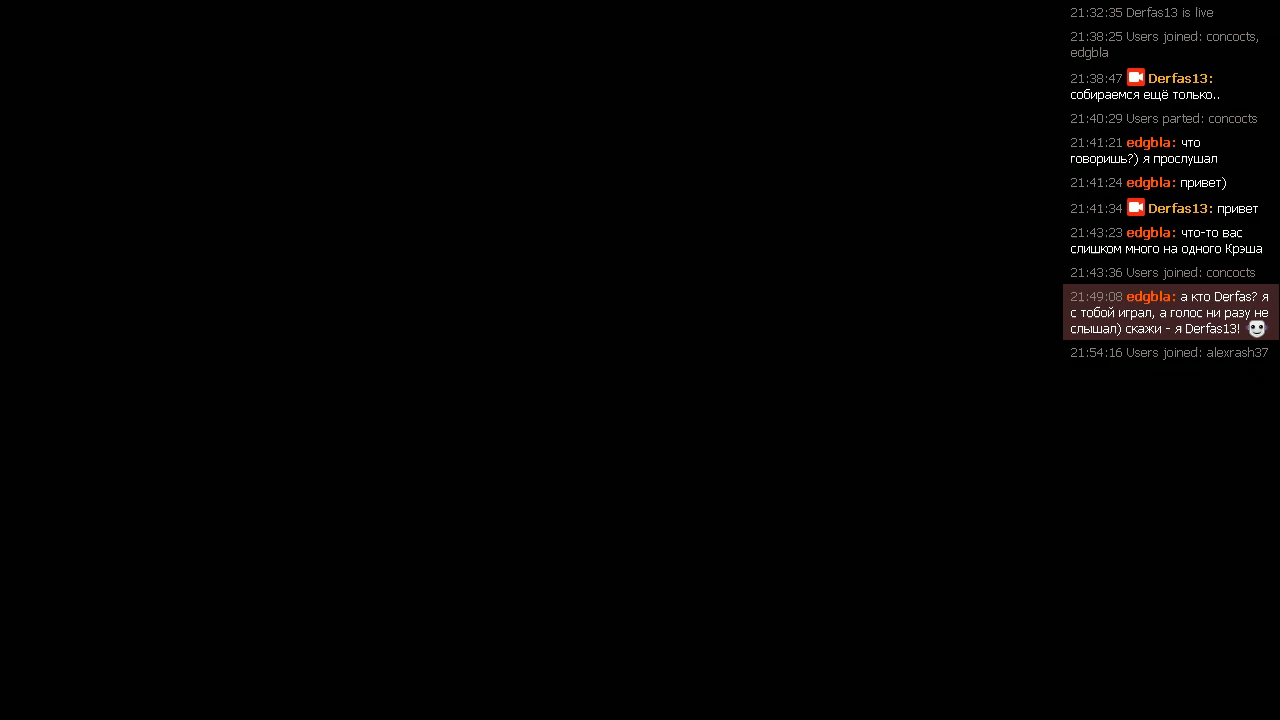 21:32:35 Derfas13 is live
21:38:25 Users joined: concocts,
edgbla
21:38:47 Derfas13:
собираемся ещё только..
21:40:29 Users parted: concocts
21:41:21 edgbla: что
говоришь?) я прослушал
21:41:24 edgbla: привет)
21:41:34 Derfas13: привет
21:43:23 edgbla: что-то вас
слишком много на одного Крэша
21:43:36 Users joined: concocts
21:49:08 edgbla: а кто Derfas? я
с тобой играл, а голос ни разу не
слышал) скажи - я Derfas13!
21:54:16 Users joined: alexrash37